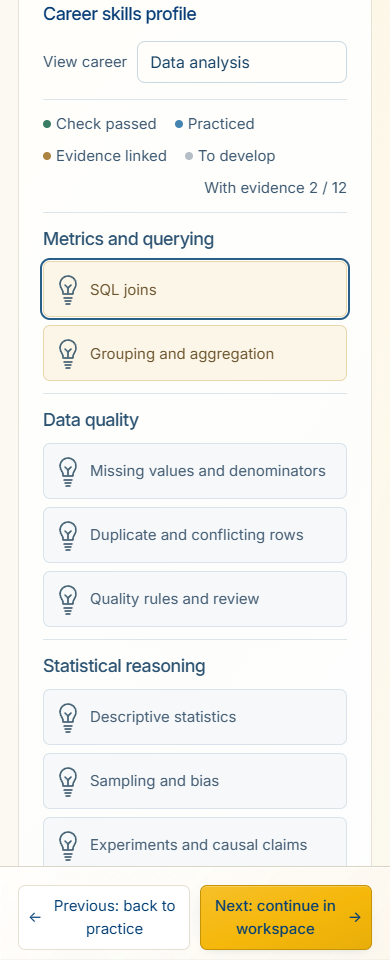 Career skills profile
View career
Data analysis
Check passed
Practiced
Evidence linked
To develop
With evidence 2 / 12
Metrics and querying
SQL joins
Grouping and aggregation
Data quality
Missing values and denominators
Duplicate and conflicting rows
Quality rules and review
Statistical reasoning
Descriptive statistics
Sampling and bias
Experiments and causal claims
← Previous: back to
practice
Next: continue in →
workspace